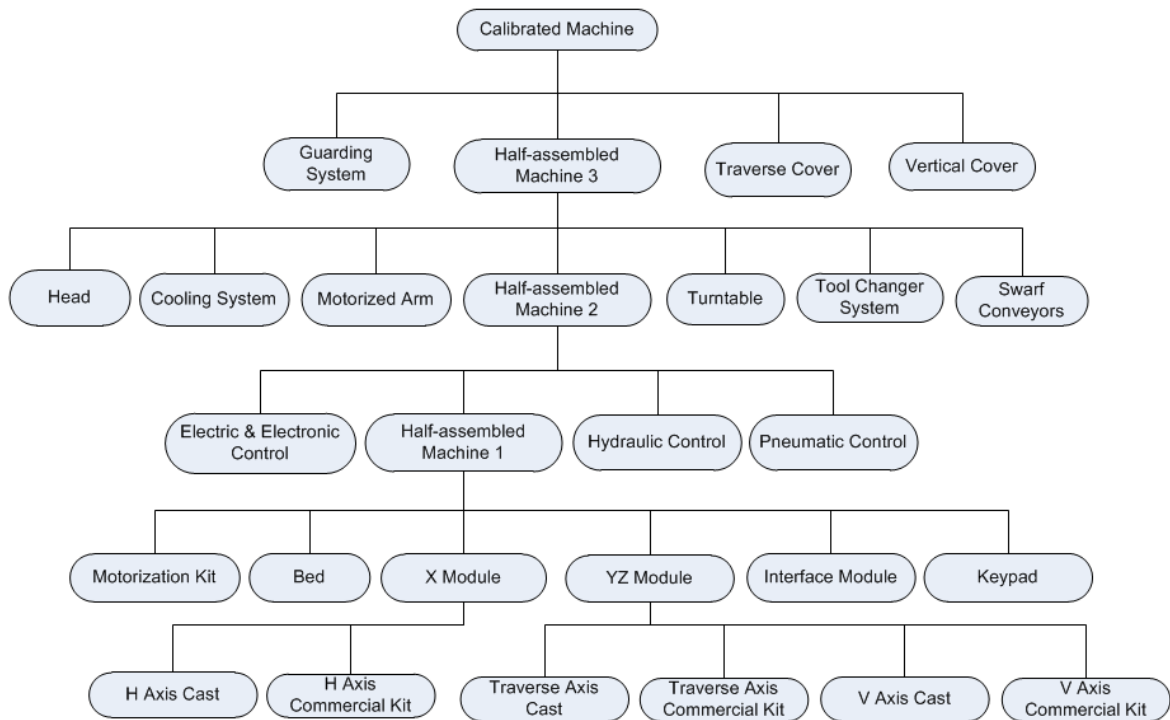 Calibrated Machine
Guarding
System
Half-assembled
Machine 3
Traverse Cover
Vertical Cover
Head
Cooling System
Motorized Arm
Half-assembled
Machine 2
Turntable
Tool Changer
System
Swarf
Conveyors
Electric & Electronic
Control
Half-assembled
Machine 1
Hydraulic Control
Pneumatic Control
Motorization Kit
Bed
X Module
YZ Module
Interface Module
Keypad
H Axis Cast
H Axis
Commercial Kit
Traverse Axis
Cast
Traverse Axis
Commercial Kit
V Axis Cast
V Axis
Commercial Kit